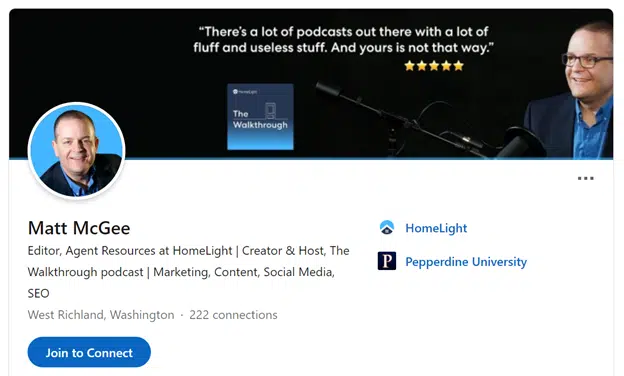 “There’s a lot of podcasts out there with a lot of
fluff and useless stuff. And yours is not that way.”
HomeLight
The
Walkthrough
Matt McGee
Editor, Agent Resources at HomeLight | Creator & Host, The
Walkthrough podcast | Marketing, Content, Social Media,
SEO
West Richland, Washington · 222 connections
Join to Connect
HomeLight
P
Pepperdine University